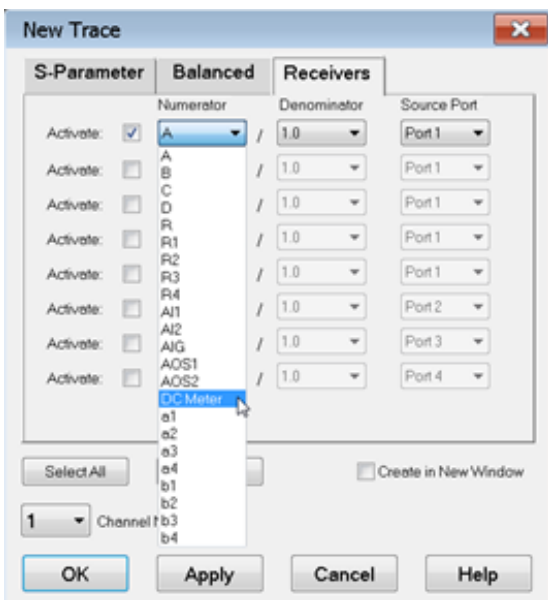 New Trace
S-Parameter Balanced Receivers
Numerator Denominator Source Port
Activate: A / 1.0 Port 1
Activate: / 1.0 Port 1
Activate: / 1.0 Port 1
Activate: / 1.0 Port 1
Activate: / 1.0 Port 1
Activate: / 1.0 Port 2
Activate: / 1.0 Port 3
Activate: / 1.0 Port 4
A
B
C
D
R
R1
R2
R3
R4
AI1
AI2
AIG
AOS1
AOS2
DC Meter
a1
a2
a3
a4
b1
b2
b3
b4
Select All Create in New Window
1 Channel
OK Apply Cancel Help